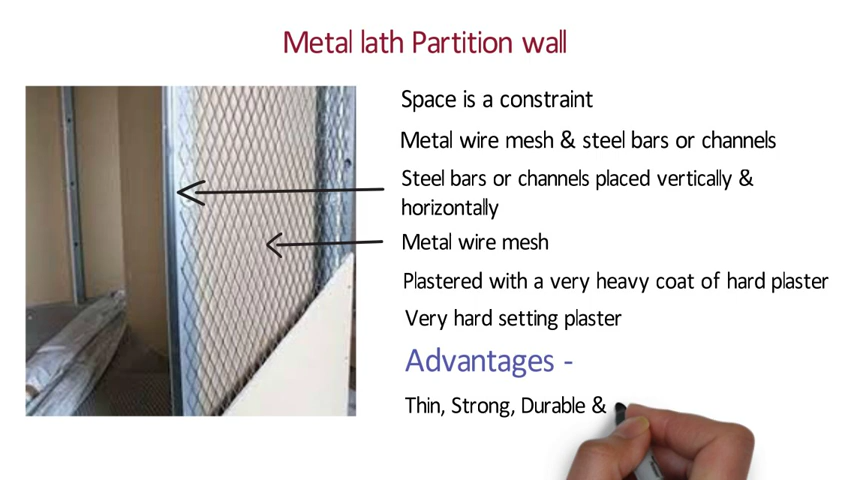 Metal lath Partition wall
Space is a constraint
Metal wire mesh & steel bars or channels
Steel bars or channels placed vertically &
horizontally
Metal wire mesh
Plastered with a very heavy coat of hard plaster
Very hard setting plaster
Advantages -
Thin, Strong, Durable &